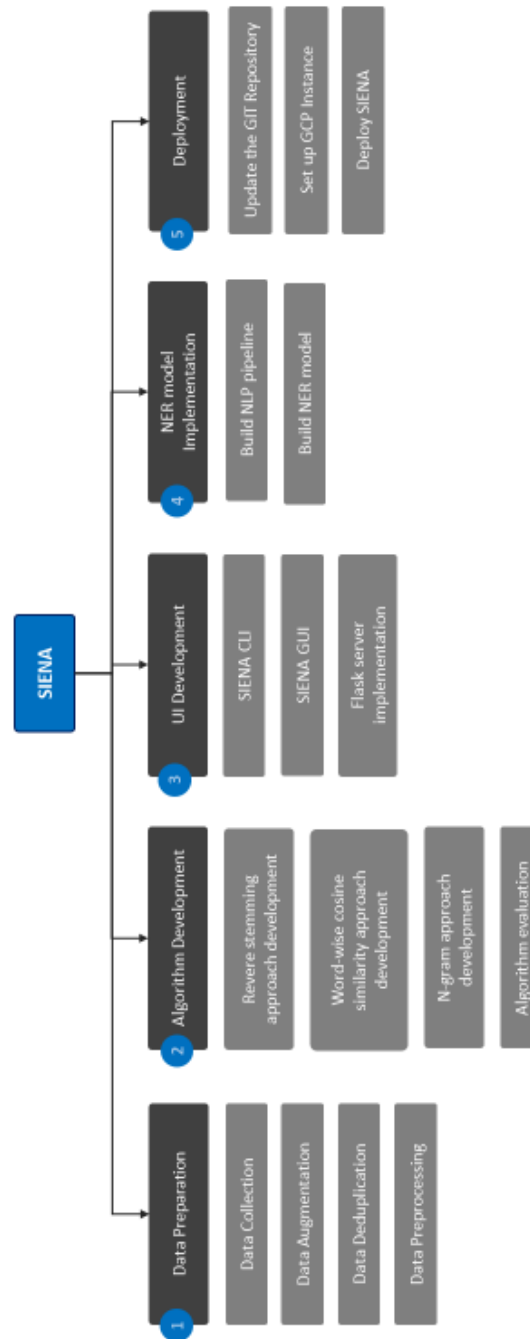 SIENA
1
Data Preparation
Data Collection
Data Augmentation
Data Deduplication
Data Preprocessing
2
Algorithm Development
Revere stemming
approach development
Word-wise cosine
similarity approach
development
N-gram approach
development
Algorithm evaluation
3
UI Development
SIENA CLI
SIENA GUI
Flask server
implementation
4
NER model
Implementation
Build NLP pipeline
Build NER model
5
Deployment
Update the GIT Repository
Set up GCP Instance
Deploy SIENA